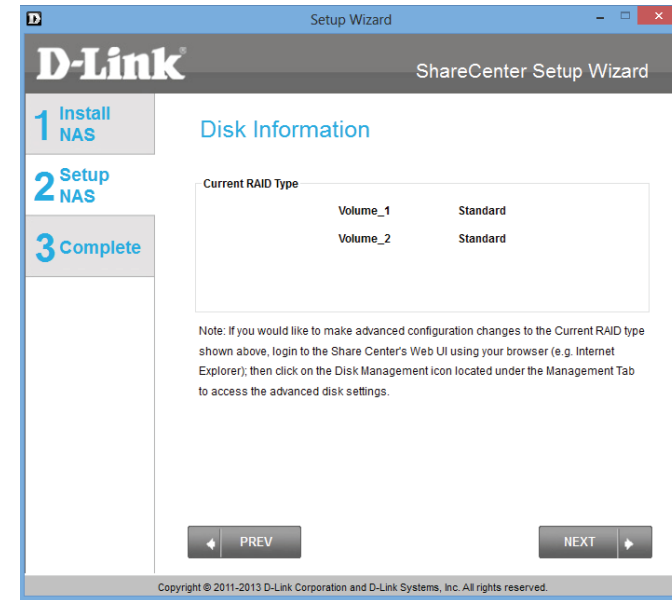 Setup Wizard
D-Link
ShareCenter Setup Wizard
1 Install
NAS
2 Setup
NAS
3 Complete
Disk Information
Current RAID Type
Volume_1 Standard
Volume_2 Standard
Note: If you would like to make advanced configuration changes to the Current RAID type
shown above, login to the Share Center's Web UI using your browser (e.g. Internet
Explorer); then click on the Disk Management icon located under the Management Tab
to access the advanced disk settings.
PREV
NEXT
Copyright © 2011-2013 D-Link Corporation and D-Link Systems, Inc. All rights reserved.